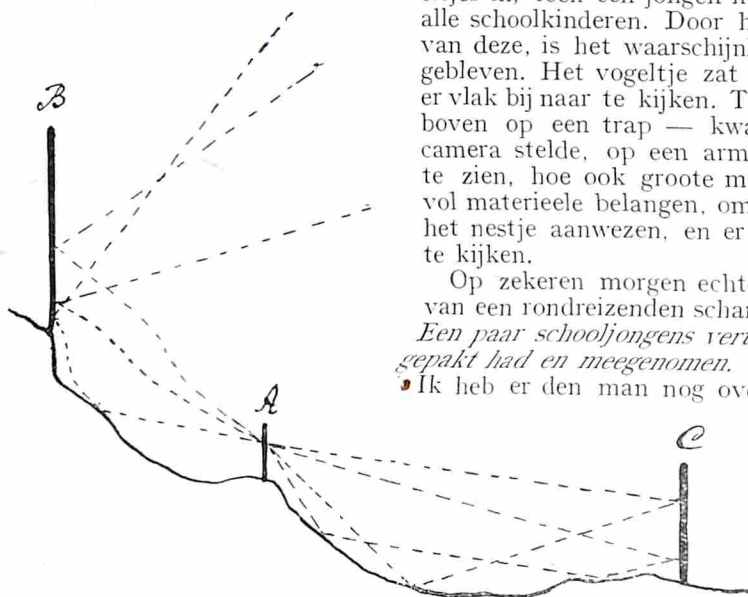 alle schoolkinderen. Door h
van deze, is het waarschijn
gebleven. Het vogeltje zat
er vlak bij naar te kijken. T
boven op een trap — kwa
camera stelde, op een arm
te zien, hoe ook groote m
vol materieele belangen, om
het nestje aanwezen, en er
te kijken.
Op zekeren morgen echt
van een rondreizenden schar
Een paar schooljongens vert
gepakt had en meegenomen.
Ik heb er den man nog ov
B
A
C